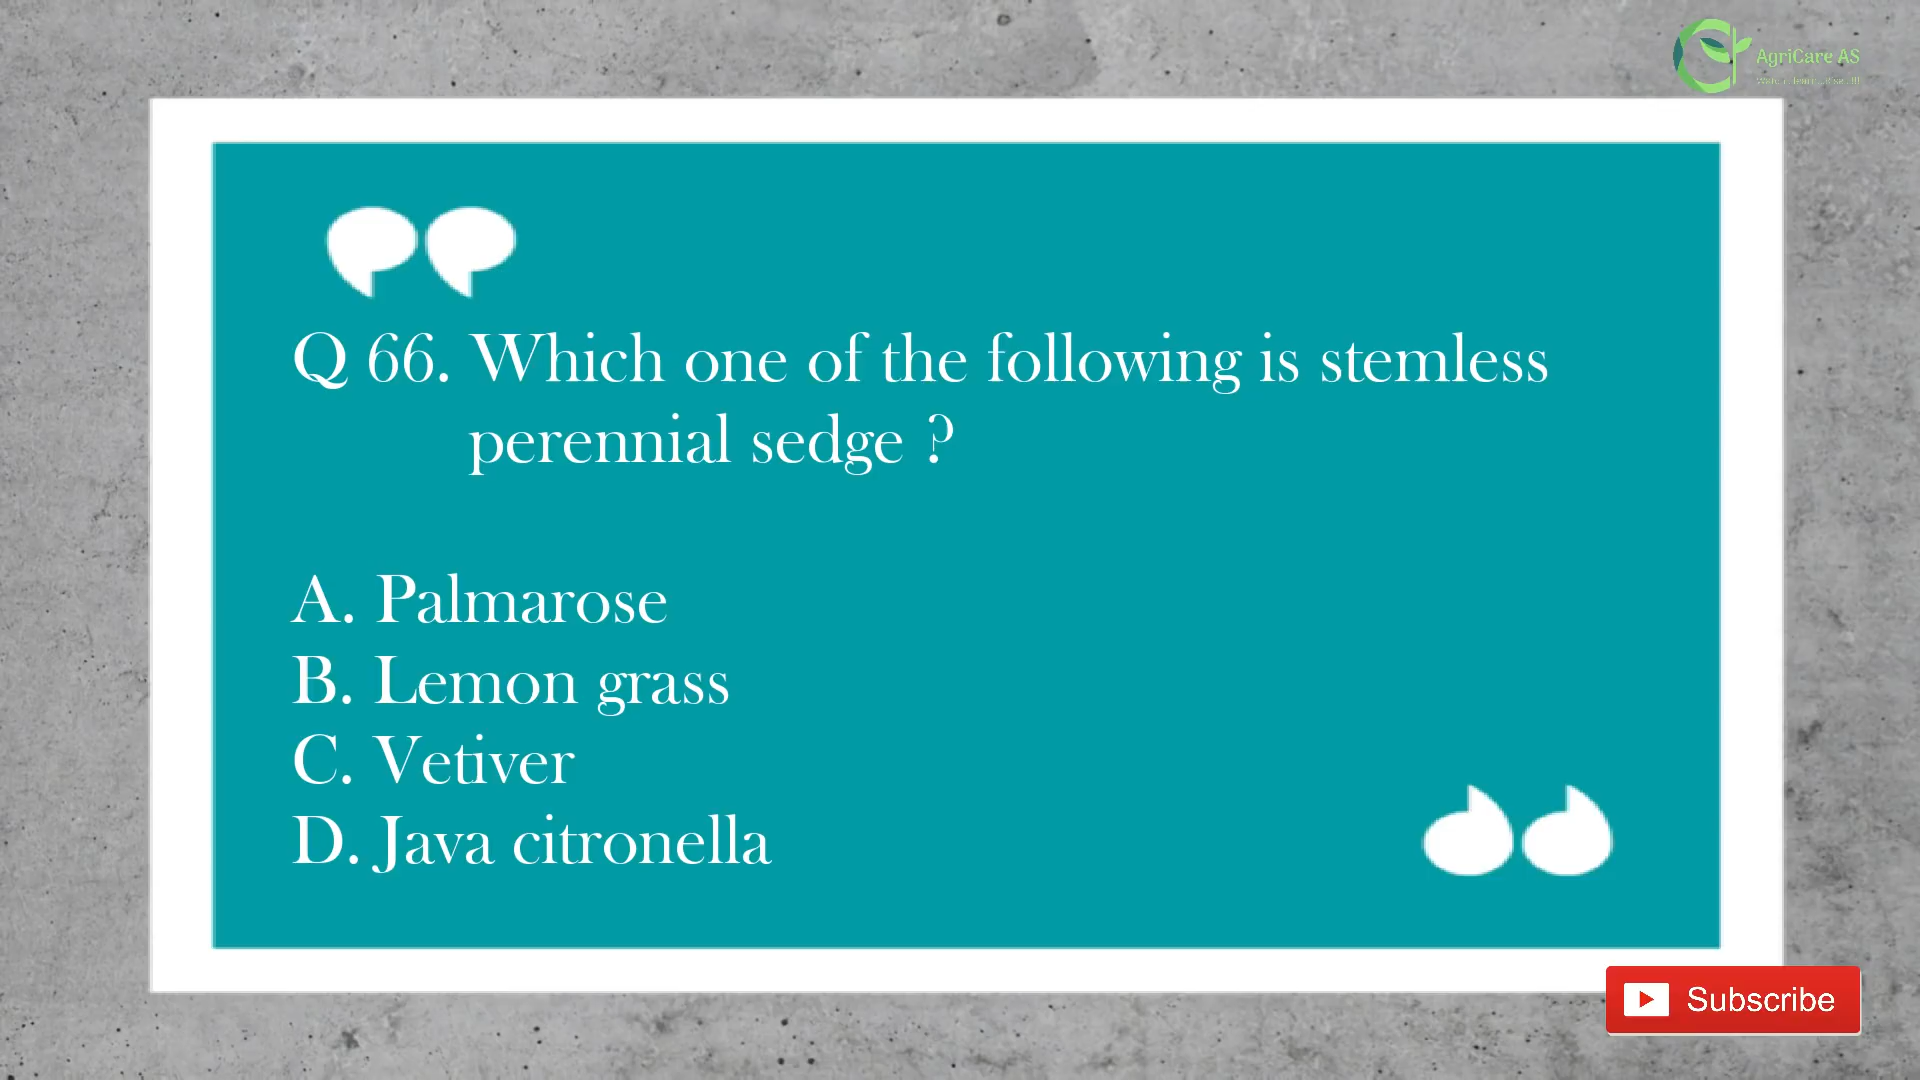 AgriCare AS
Q 66. Which one of the following is stemless
perennial sedge ?
A. Palmarose
B. Lemon grass
C. Vetiver
D. Java citronella
Subscribe